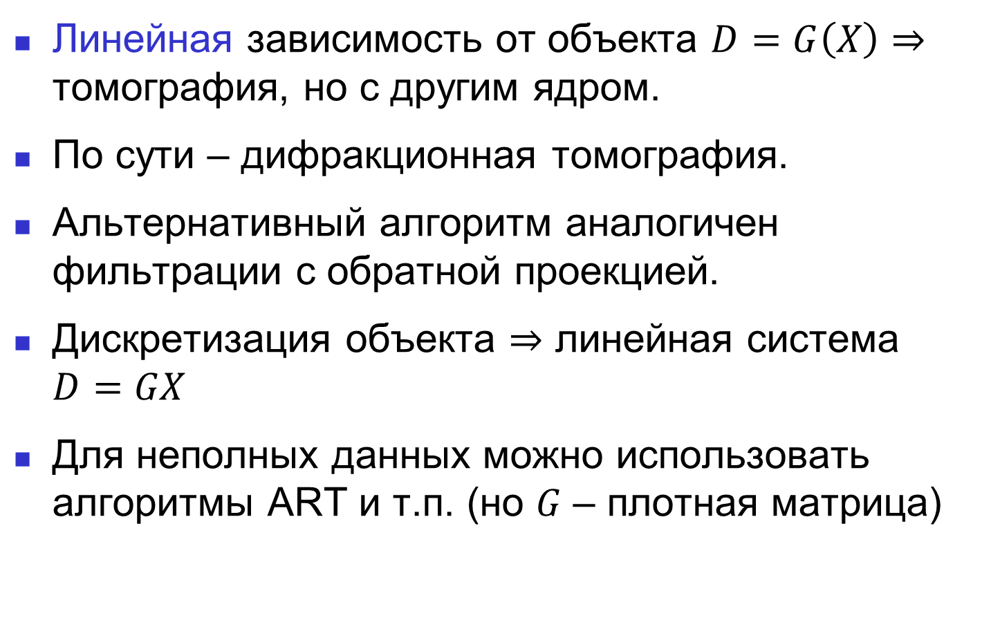 Линейная зависимость от объекта D = G(X) ⇒
томография, но с другим ядром.
По сути – дифракционная томография.
Альтернативный алгоритм аналогичен
фильтрации с обратной проекцией.
Дискретизация объекта ⇒ линейная система
D = GX
Для неполных данных можно использовать
алгоритмы ART и т.п. (но G – плотная матрица)